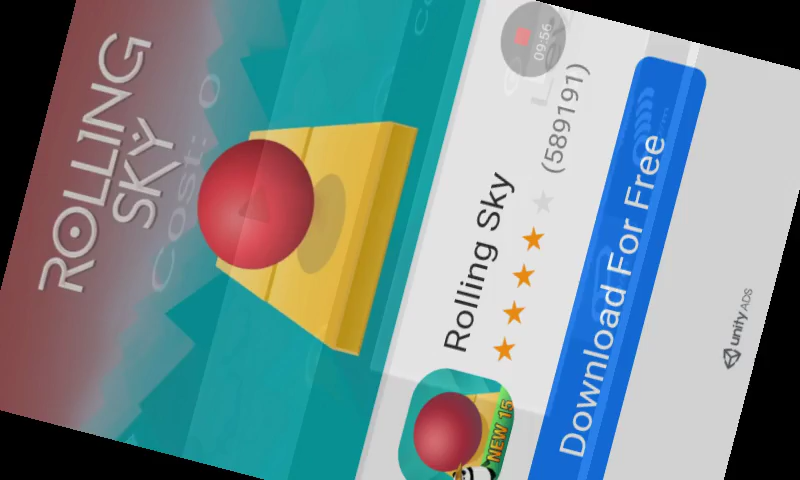 ROLLING
SKY
Cost: 0
09:56
Rolling Sky
(589191)
Download For Free
NEW 15
unity ADS